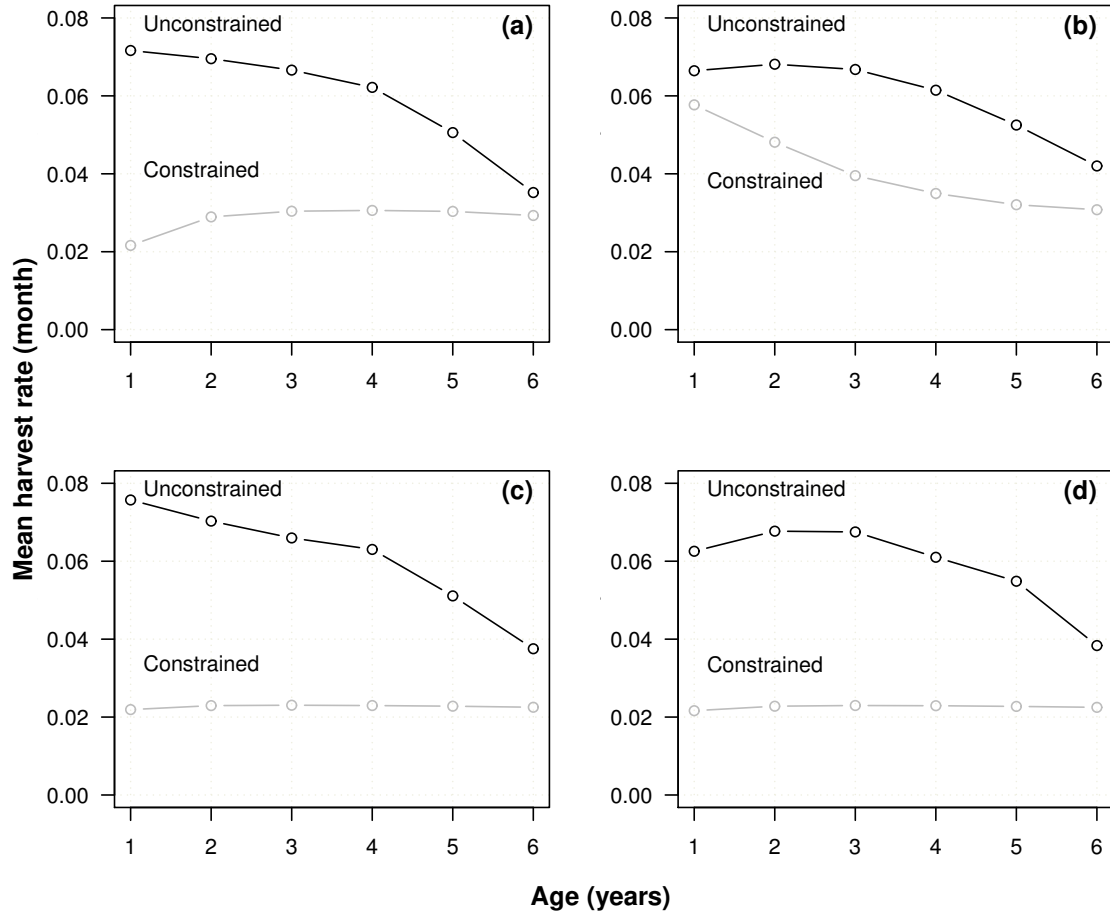 Mean harvest rate (month)
Unconstrained
(a)
Constrained
0.08
0.06
0.04
0.02
0.00
1 2 3 4 5 6
Unconstrained
(b)
Constrained
0.08
0.06
0.04
0.02
0.00
1 2 3 4 5 6
Unconstrained
(c)
Constrained
0.08
0.06
0.04
0.02
0.00
1 2 3 4 5 6
Unconstrained
(d)
Constrained
0.08
0.06
0.04
0.02
0.00
1 2 3 4 5 6
Age (years)